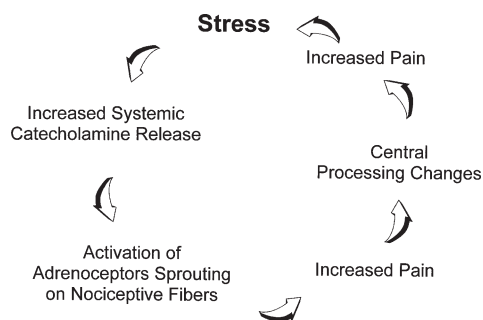 Stress
Increased Systemic
Catecholamine Release
Activation of
Adrenoceptors Sprouting
on Nociceptive Fibers
Increased Pain
Central
Processing Changes
Increased Pain